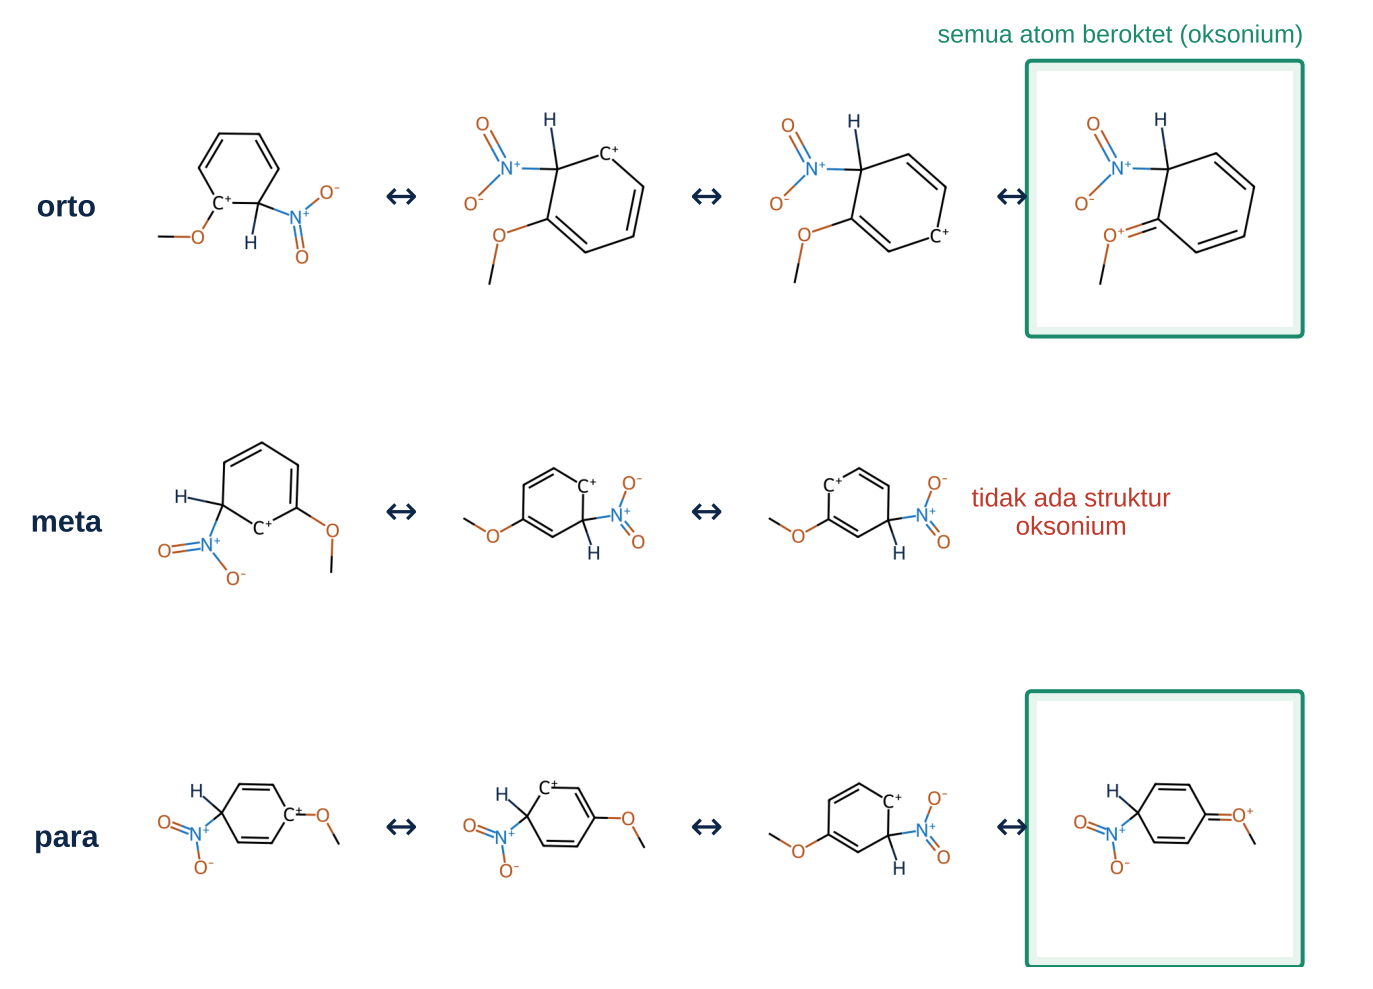 semua atom beroktet (oksonium)
orto
C⁺
O
H
N⁺
O⁻
O
↔
O
H
C⁺
N⁺
O⁻
O
↔
O
H
N⁺
O⁻
O
C⁺
↔
O
H
N⁺
O⁻
O⁺
meta
H
C⁺
O
N⁺
O
O⁻
↔
C⁺
O⁻
N⁺
O
O
H
↔
C⁺
O⁻
N⁺
O
O
H
tidak ada struktur
oksonium
para
H
O
N⁺
O⁻
C⁺
O
↔
C⁺
H
O
N⁺
O⁻
O
↔
C⁺
O⁻
N⁺
O
O
H
↔
H
O
N⁺
O⁻
O⁺